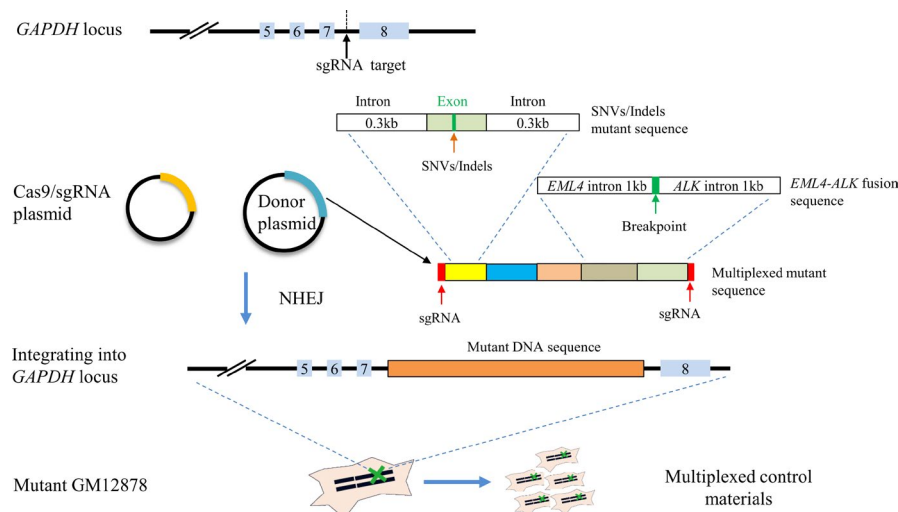 GAPDH locus
5 6 7 8
sgRNA target
Intron Exon Intron
0.3kb 0.3kb
SNVs/Indels
mutant sequence
SNVs/Indels
Cas9/sgRNA
plasmid
Donor
plasmid
EML4 intron 1kb ALK intron 1kb
EML4-ALK fusion
sequence
Breakpoint
Multiplexed mutant
sequence
sgRNA sgRNA
NHEJ
Integrating into
GAPDH locus
Mutant DNA sequence
5 6 7 8
Mutant GM12878
Multiplexed control
materials